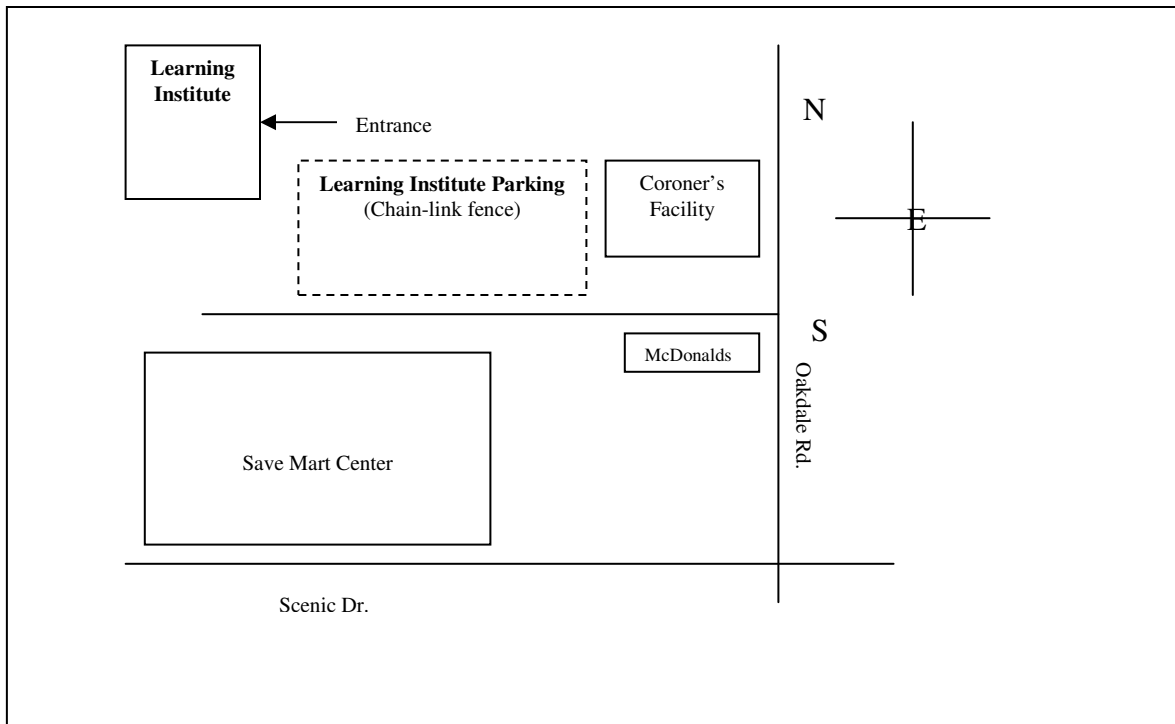 Learning
Institute
Entrance
N
Learning Institute Parking
(Chain-link fence)
Coroner's
Facility
E
S
McDonalds
Oakdale Rd.
Save Mart Center
Scenic Dr.